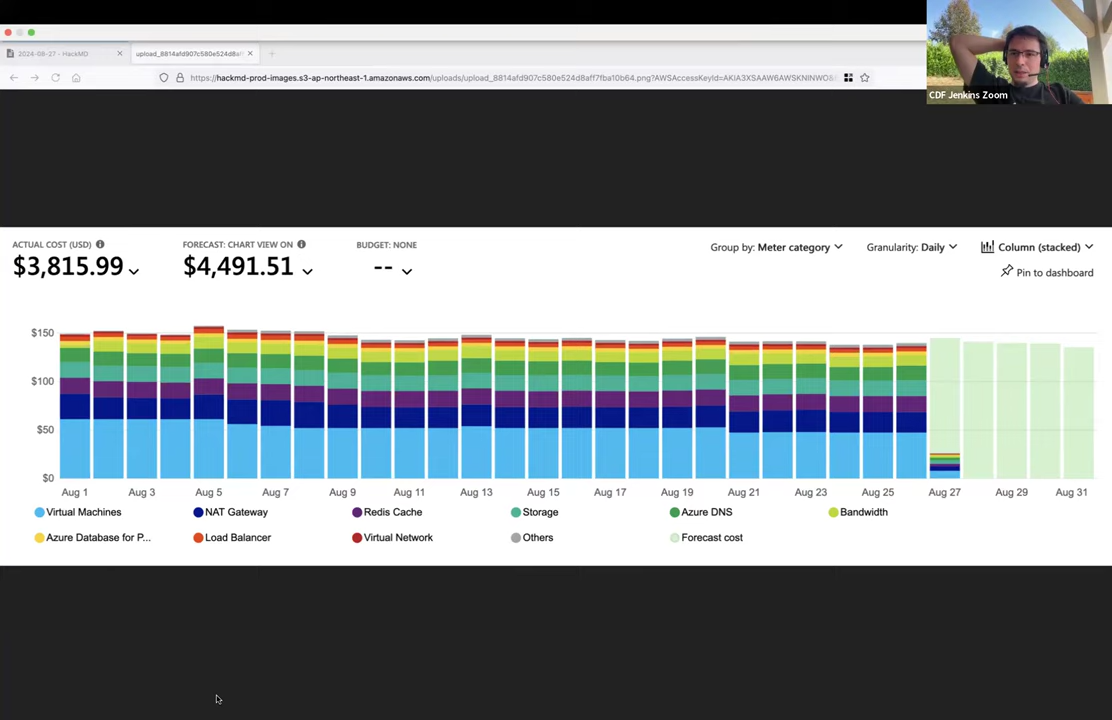 2024-08-27 - HackMD
upload_8814afd907c580e524d8aff
https://hackmd-prod-images.s3-ap-northeast-1.amazonaws.com/uploads/upload_8814afd907c580e524d8aff7fba10b64.png?AWSAccessKeyId=AKIA3XSAAW6AWSKNINWO&
CDF Jenkins Zoom
ACTUAL COST (USD)
FORECAST: CHART VIEW ON
BUDGET: NONE
$3,815.99
$4,491.51
--
Group by: Meter category
Granularity: Daily
Column (stacked)
Pin to dashboard
$150
$100
$50
$0
Aug 1
Aug 3
Aug 5
Aug 7
Aug 9
Aug 11
Aug 13
Aug 15
Aug 17
Aug 19
Aug 21
Aug 23
Aug 25
Aug 27
Aug 29
Aug 31
Virtual Machines
NAT Gateway
Redis Cache
Storage
Azure DNS
Bandwidth
Azure Database for P...
Load Balancer
Virtual Network
Others
Forecast cost